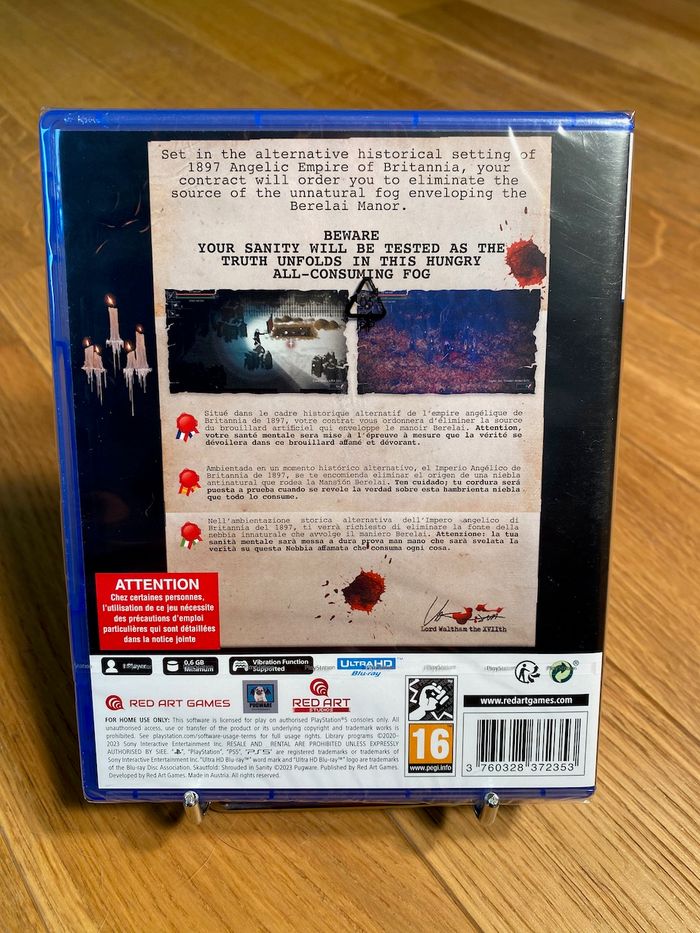 Set in the alternative historical setting of
1897 Angelic Empire of Britannia, your
contract will order you to eliminate the
source of the unnatural fog enveloping the
Berelai Manor.
BEWARE
YOUR SANITY WILL BE TESTED AS THE
TRUTH UNFOLDS IN THIS HUNGRY
ALL-CONSUMING FOG
Situé dans le cadre historique alternatif de l'empire angélique de
Britannia de 1897, votre contrat vous ordonnera d'éliminer la source
du brouillard artificiel qui enveloppe le manoir Berelai. Attention,
votre santé mentale sera mise à l'épreuve à mesure que la vérité se
dévoilera dans ce brouillard affamé et dévorant.
Ambientada en un momento histórico alternativo, el Imperio Angélico de
Britannia de 1897, se te encomienda eliminar el origen de una niebla
antinatural que rodea la Mansión Berelai. Ten cuidado; tu cordura será
puesta a prueba cuando se revele la verdad sobre esta hambrienta niebla
que todo lo consume.
Nell'ambientazione storica alternativa dell'Impero angelico di
Britannia del 1897, ti verrà richiesto di eliminare la fonte della
nebbia innaturale che avvolge il maniero Berelai. Attenzione: la tua
sanità mentale sarà messa a dura prova man mano che sarà svelata la
verità su questa Nebbia affamata che consuma ogni cosa.
Lord Waltham the XVIIth
ATTENTION
Chez certaines personnes,
l'utilisation de ce jeu nécessite
des précautions d'emploi
particulières qui sont détaillées
dans la notice jointe
1 Player
0,6 GB
Minimum
Vibration Function
Supported
PlayStation
ULTRA HD
Blu-ray™
PlayStation
RED ART GAMES
PUGWARE
RED ART
STUDIOS
FOR HOME USE ONLY: This software is licensed for play on authorised PlayStation®5 consoles only. All
unauthorised access, use or transfer of the product or its underlying copyright and trademark works is
prohibited. See playstation.com/software-usage-terms for full usage rights. Library programs ©2020-
2023 Sony Interactive Entertainment Inc. RESALE AND RENTAL ARE PROHIBITED UNLESS EXPRESSLY
AUTHORISED BY SIEE. "PlayStation", "PS5", "PS5" are registered trademarks or trademarks of
Sony Interactive Entertainment Inc. "Ultra HD Blu-ray™" word mark and "Ultra HD Blu-ray™" logo are trademarks
of the Blu-ray Disc Association. Skautfold: Shrouded in Sanity ©2023 Pugware. Published by Red Art Games.
Developed by Red Art Games. Made in Austria. All rights reserved.
16
www.pegi.info
www.redartgames.com
3 760328 372353